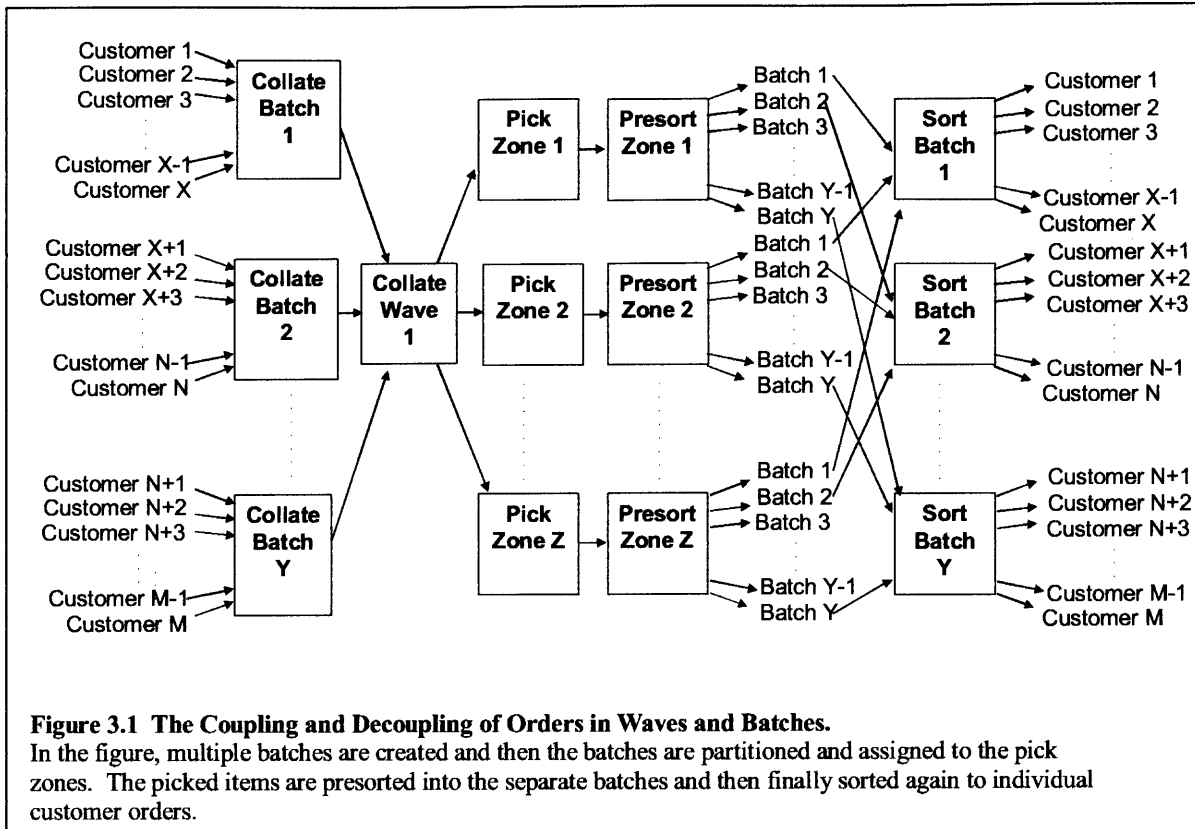 Customer 1
Customer 2
Customer 3
Customer X-1
Customer X
Collate
Batch
1
Customer X+1
Customer X+2
Customer X+3
Customer N-1
Customer N
Collate
Batch
2
Customer N+1
Customer N+2
Customer N+3
Customer M-1
Customer M
Collate
Batch
Y
Collate
Wave
1
Pick
Zone 1
Pick
Zone 2
Pick
Zone Z
Presort
Zone 1
Presort
Zone 2
Presort
Zone Z
Batch 1
Batch 2
Batch 3
Batch Y-1
Batch Y
Batch 1
Batch 2
Batch 3
Batch Y-1
Batch Y
Batch 1
Batch 2
Batch 3
Batch Y-1
Batch Y
Sort
Batch
1
Sort
Batch
2
Sort
Batch
Y
Customer 1
Customer 2
Customer 3
Customer X-1
Customer X
Customer X+1
Customer X+2
Customer X+3
Customer N-1
Customer N
Customer N+1
Customer N+2
Customer N+3
Customer M-1
Customer M
Figure 3.1 The Coupling and Decoupling of Orders in Waves and Batches.
In the figure, multiple batches are created and then the batches are partitioned and assigned to the pick
zones. The picked items are presorted into the separate batches and then finally sorted again to individual
customer orders.